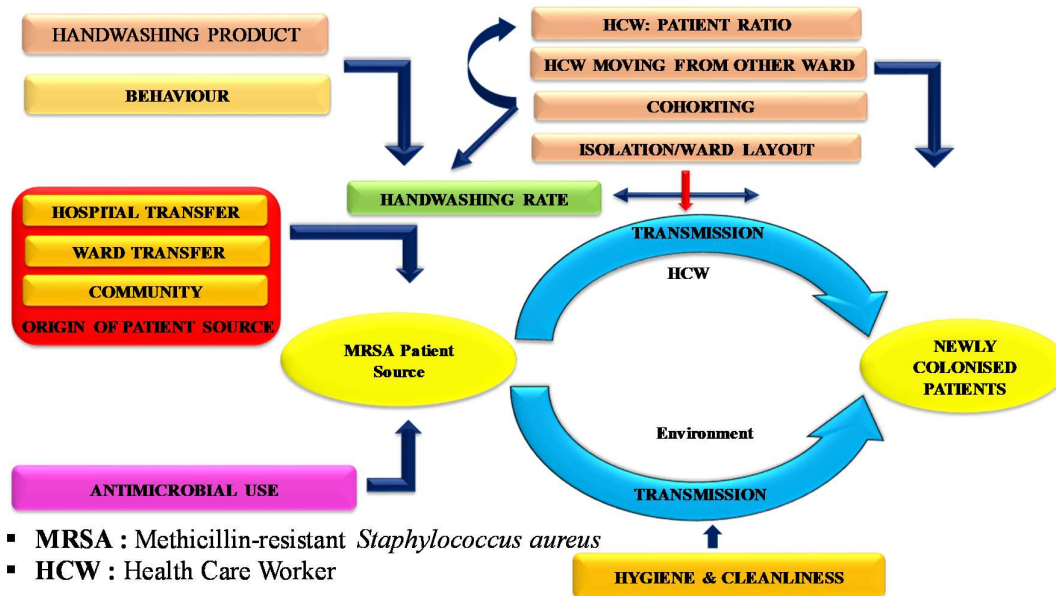 HANDWASHING PRODUCT
BEHAVIOUR
HCW: PATIENT RATIO
HCW MOVING FROM OTHER WARD
COHORTING
ISOLATION/WARD LAYOUT
HANDWASHING RATE
HOSPITAL TRANSFER
WARD TRANSFER
COMMUNITY
ORIGIN OF PATIENT SOURCE
TRANSMISSION
HCW
MRSA Patient
Source
NEWLY
COLONISED
PATIENTS
Environment
TRANSMISSION
ANTIMICROBIAL USE
▪ MRSA : Methicillin-resistant Staphylococcus aureus
▪ HCW : Health Care Worker
HYGIENE & CLEANLINESS